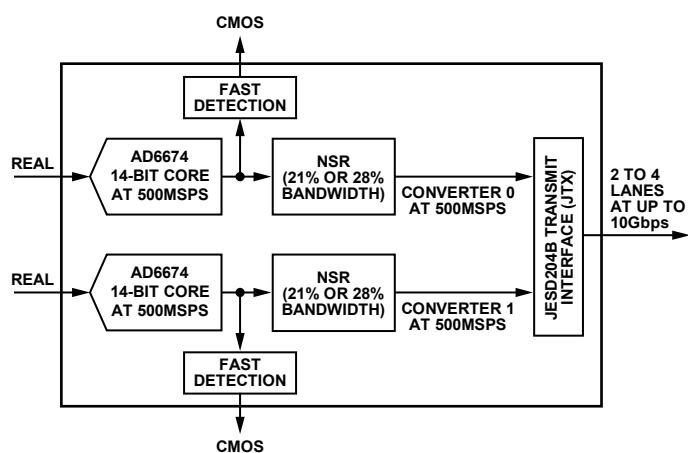 CMOS
FAST
DETECTION
REAL
AD6674
14-BIT CORE
AT 500MSPS
NSR
(21% OR 28%
BANDWIDTH)
CONVERTER 0
AT 500MSPS
JESD204B TRANSMIT
INTERFACE (JTX)
2 TO 4
LANES
AT UP TO
10Gbps
REAL
AD6674
14-BIT CORE
AT 500MSPS
NSR
(21% OR 28%
BANDWIDTH)
CONVERTER 1
AT 500MSPS
FAST
DETECTION
CMOS